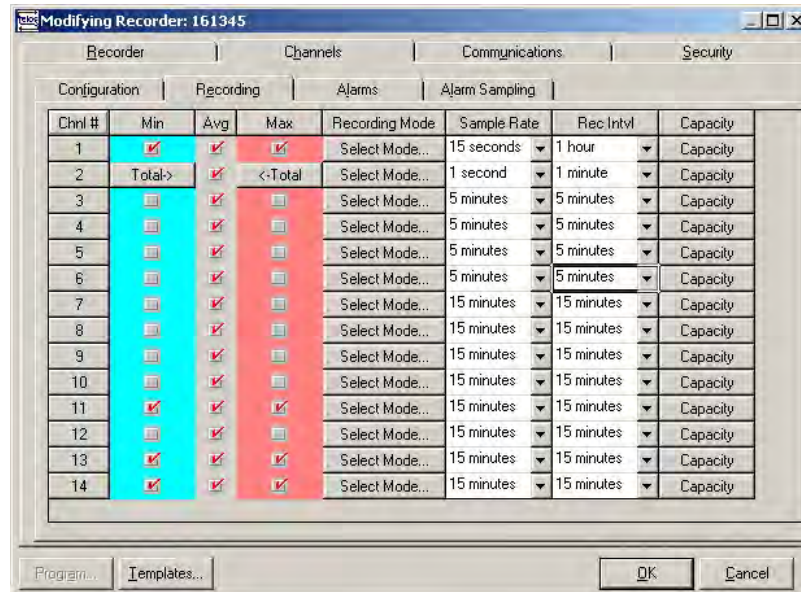 telog Modifying Recorder: 161345
Recorder Channels Communications Security
Configuration Recording Alarms Alarm Sampling
Chnl # Min Avg Max Recording Mode Sample Rate Rec Intvl Capacity
1 Select Mode... 15 seconds 1 hour Capacity
2 Total-> <-Total Select Mode... 1 second 1 minute Capacity
3 Select Mode... 5 minutes 5 minutes Capacity
4 Select Mode... 5 minutes 5 minutes Capacity
5 Select Mode... 5 minutes 5 minutes Capacity
6 Select Mode... 5 minutes 5 minutes Capacity
7 Select Mode... 15 minutes 15 minutes Capacity
8 Select Mode... 15 minutes 15 minutes Capacity
9 Select Mode... 15 minutes 15 minutes Capacity
10 Select Mode... 15 minutes 15 minutes Capacity
11 Select Mode... 15 minutes 15 minutes Capacity
12 Select Mode... 15 minutes 15 minutes Capacity
13 Select Mode... 15 minutes 15 minutes Capacity
14 Select Mode... 15 minutes 15 minutes Capacity
Program... Templates... OK Cancel